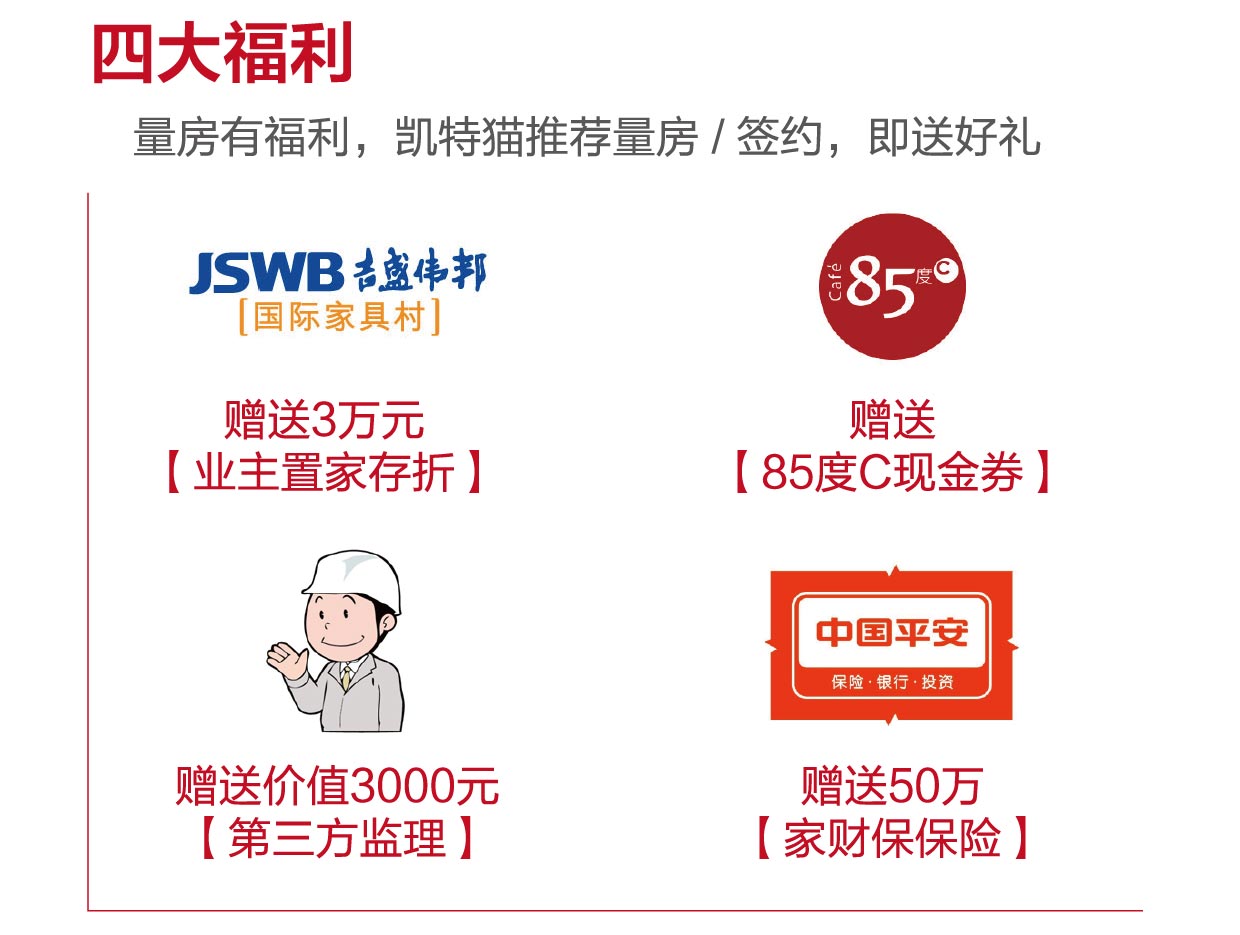 四大福利
量房有福利，凯特猫推荐量房 / 签约，即送好礼
JSWB 吉盛伟邦
[国际家具村]
赠送3万元
【 业主置家存折 】
Café 85度C
赠送
【 85度C现金券 】
赠送价值3000元
【 第三方监理 】
中国平安
保险·银行·投资
赠送50万
【 家财保保险 】